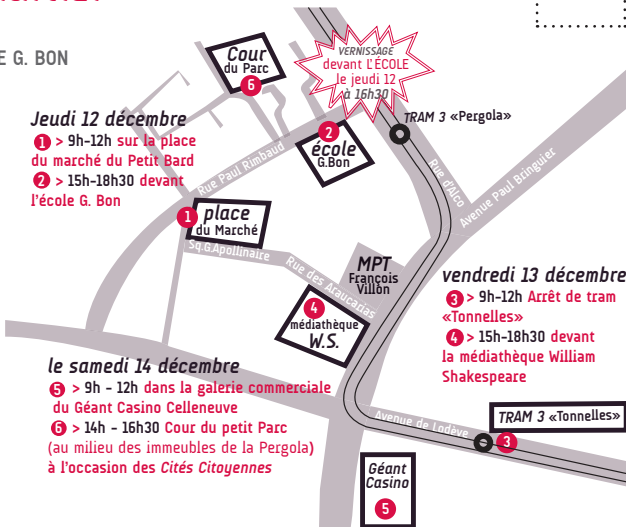 E G. BON
Jeudi 12 décembre
1 > 9h-12h sur la place
du marché du Petit Bard
2 > 15h-18h30 devant
l'école G. Bon
Cour
du Parc
6
VERNISSAGE
devant L'ÉCOLE
le jeudi 12
à 16h30
TRAM 3 «Pergola»
2
école
G.Bon
Rue Paul Rimbaud
Rue d'Alco
Avenue Paul Bringuier
1
place
du Marché
Sq.G.Apollinaire
Rue des Araucarias
MPT
François
Villon
4
médiathèque
W.S.
vendredi 13 décembre
3 > 9h-12h Arrêt de tram
«Tonnelles»
4 > 15h-18h30 devant
la médiathèque William
Shakespeare
le samedi 14 décembre
5 > 9h - 12h dans la galerie commerciale
du Géant Casino Celleneuve
6 > 14h - 16h30 Cour du petit Parc
(au milieu des immeubles de la Pergola)
à l'occasion des Cités Citoyennes
Avenue de Lodève
TRAM 3 «Tonnelles»
3
Géant
Casino
5